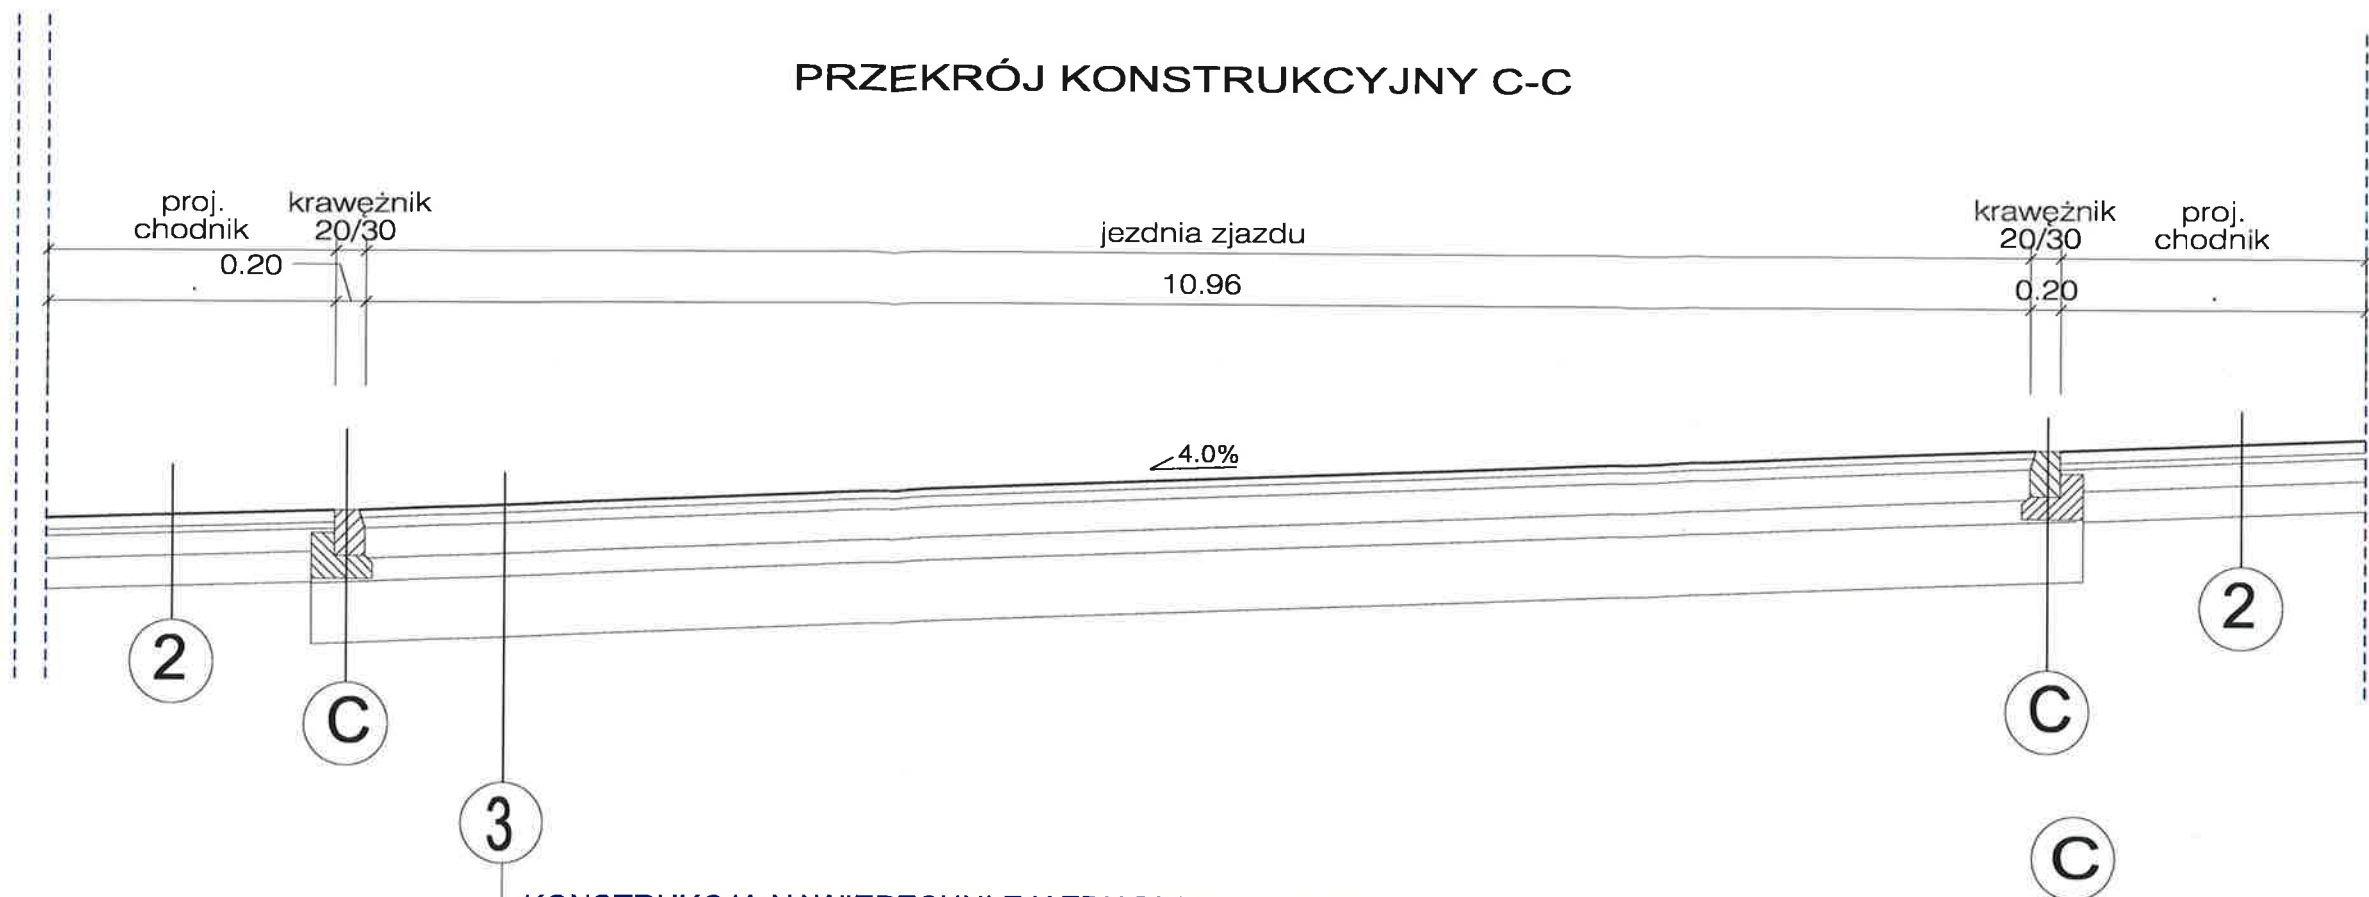 PRZEKRÓJ KONSTRUKCYJNY C-C
proj.
chodnik
krawężnik
20/30
jezdnia zjazdu
krawężnik
20/30
proj.
chodnik
0.20
10.96
0.20
4.0%
2
C
3
C
2
C